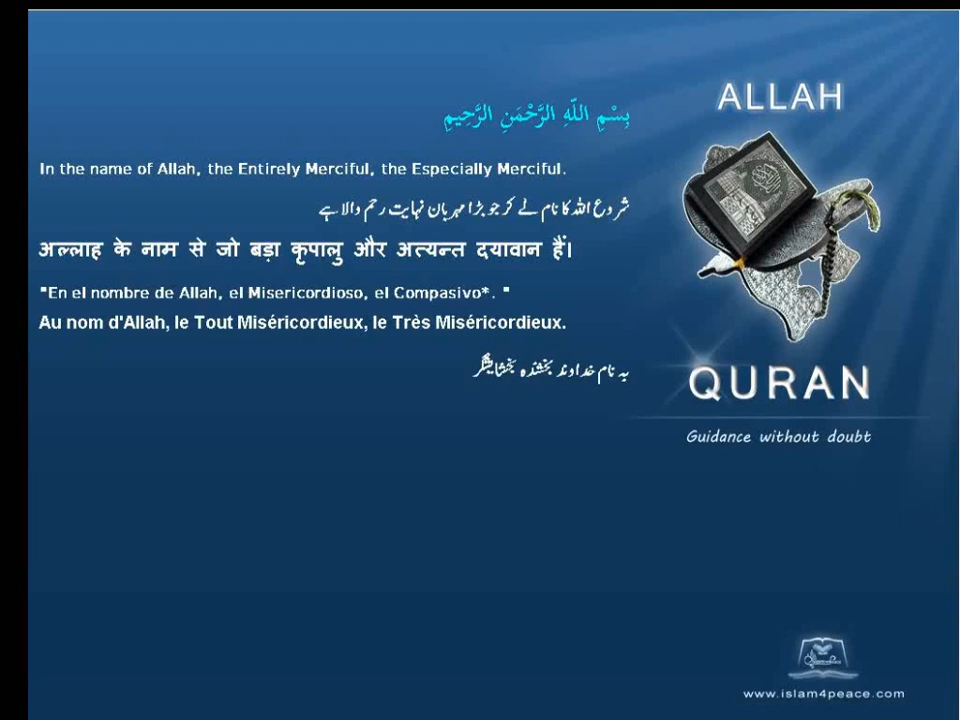 بِسْمِ اللّهِ الرَّحْمَنِ الرَّحِيمِ
In the name of Allah, the Entirely Merciful, the Especially Merciful.
شروع الله کا نام لے کر جو بڑا مہربان نہایت رحم والا ہے
अल्लाह के नाम से जो बड़ा कृपालु और अत्यन्त दयावान हैं।
"En el nombre de Allah, el Misericordioso, el Compasivo*. "
Au nom d'Allah, le Tout Miséricordieux, le Très Miséricordieux.
به نام خداوند بخشنده بخشایشگر
ALLAH
QURAN
Guidance without doubt
www.islam4peace.com